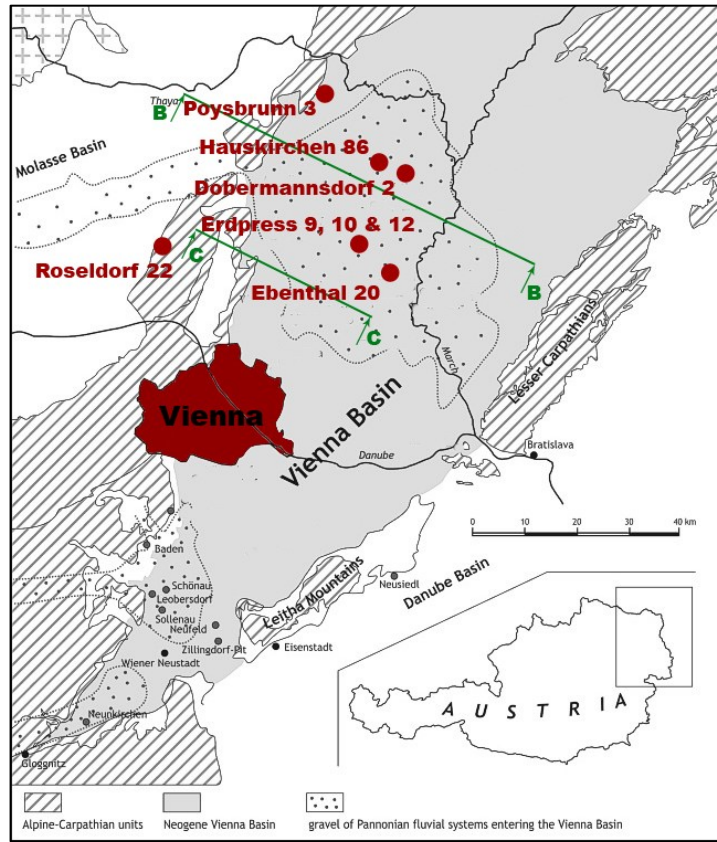 Thaya
B
Poysbrunn 3
Hauskirchen 86
Molasse Basin
Dobermannsdorf 2
Erdpress 9, 10 & 12
C
Roseldorf 22
Ebenthal 20
B
C
March
Lesser Carpathians
Vienna
Vienna Basin
Danube
Bratislava
0 10 20 30 40 km
Baden
Schönau
Leobersdorf
Sollenau
Neufeld
Zillingdorf-Pit
Wiener Neustadt
Neunkirchen
Gloggnitz
Leitha Mountains
Neusiedl
Danube Basin
Eisenstadt
AUSTRIA
Alpine-Carpathian units
Neogene Vienna Basin
gravel of Pannonian fluvial systems entering the Vienna Basin